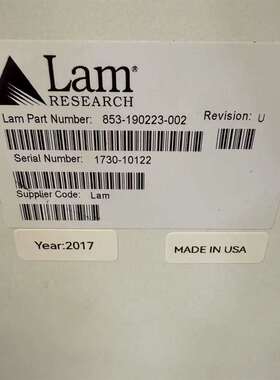 Lam®
RESEARCH
Lam Part Number: 853-190223-002 Revision: U
Serial Number: 1730-10122
Supplier Code: Lam
Year:2017
MADE IN USA